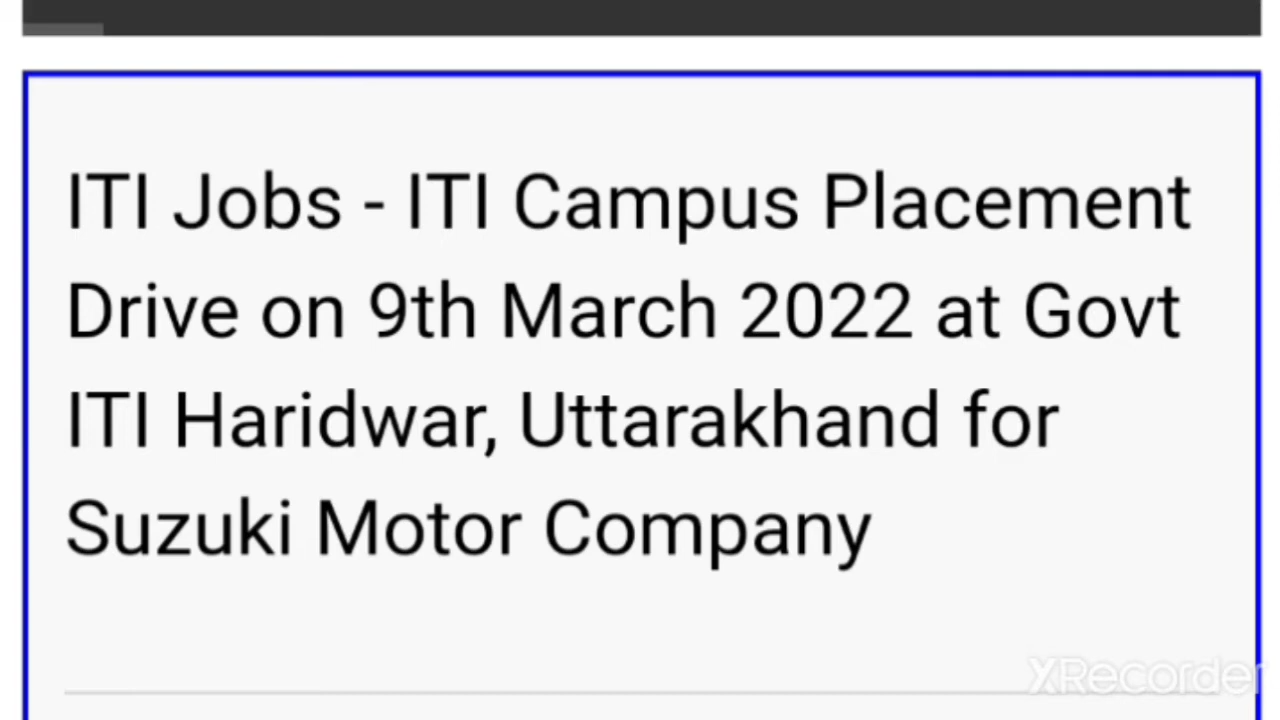 ITI Jobs - ITI Campus Placement
Drive on 9th March 2022 at Govt
ITI Haridwar, Uttarakhand for
Suzuki Motor Company
XRecorder